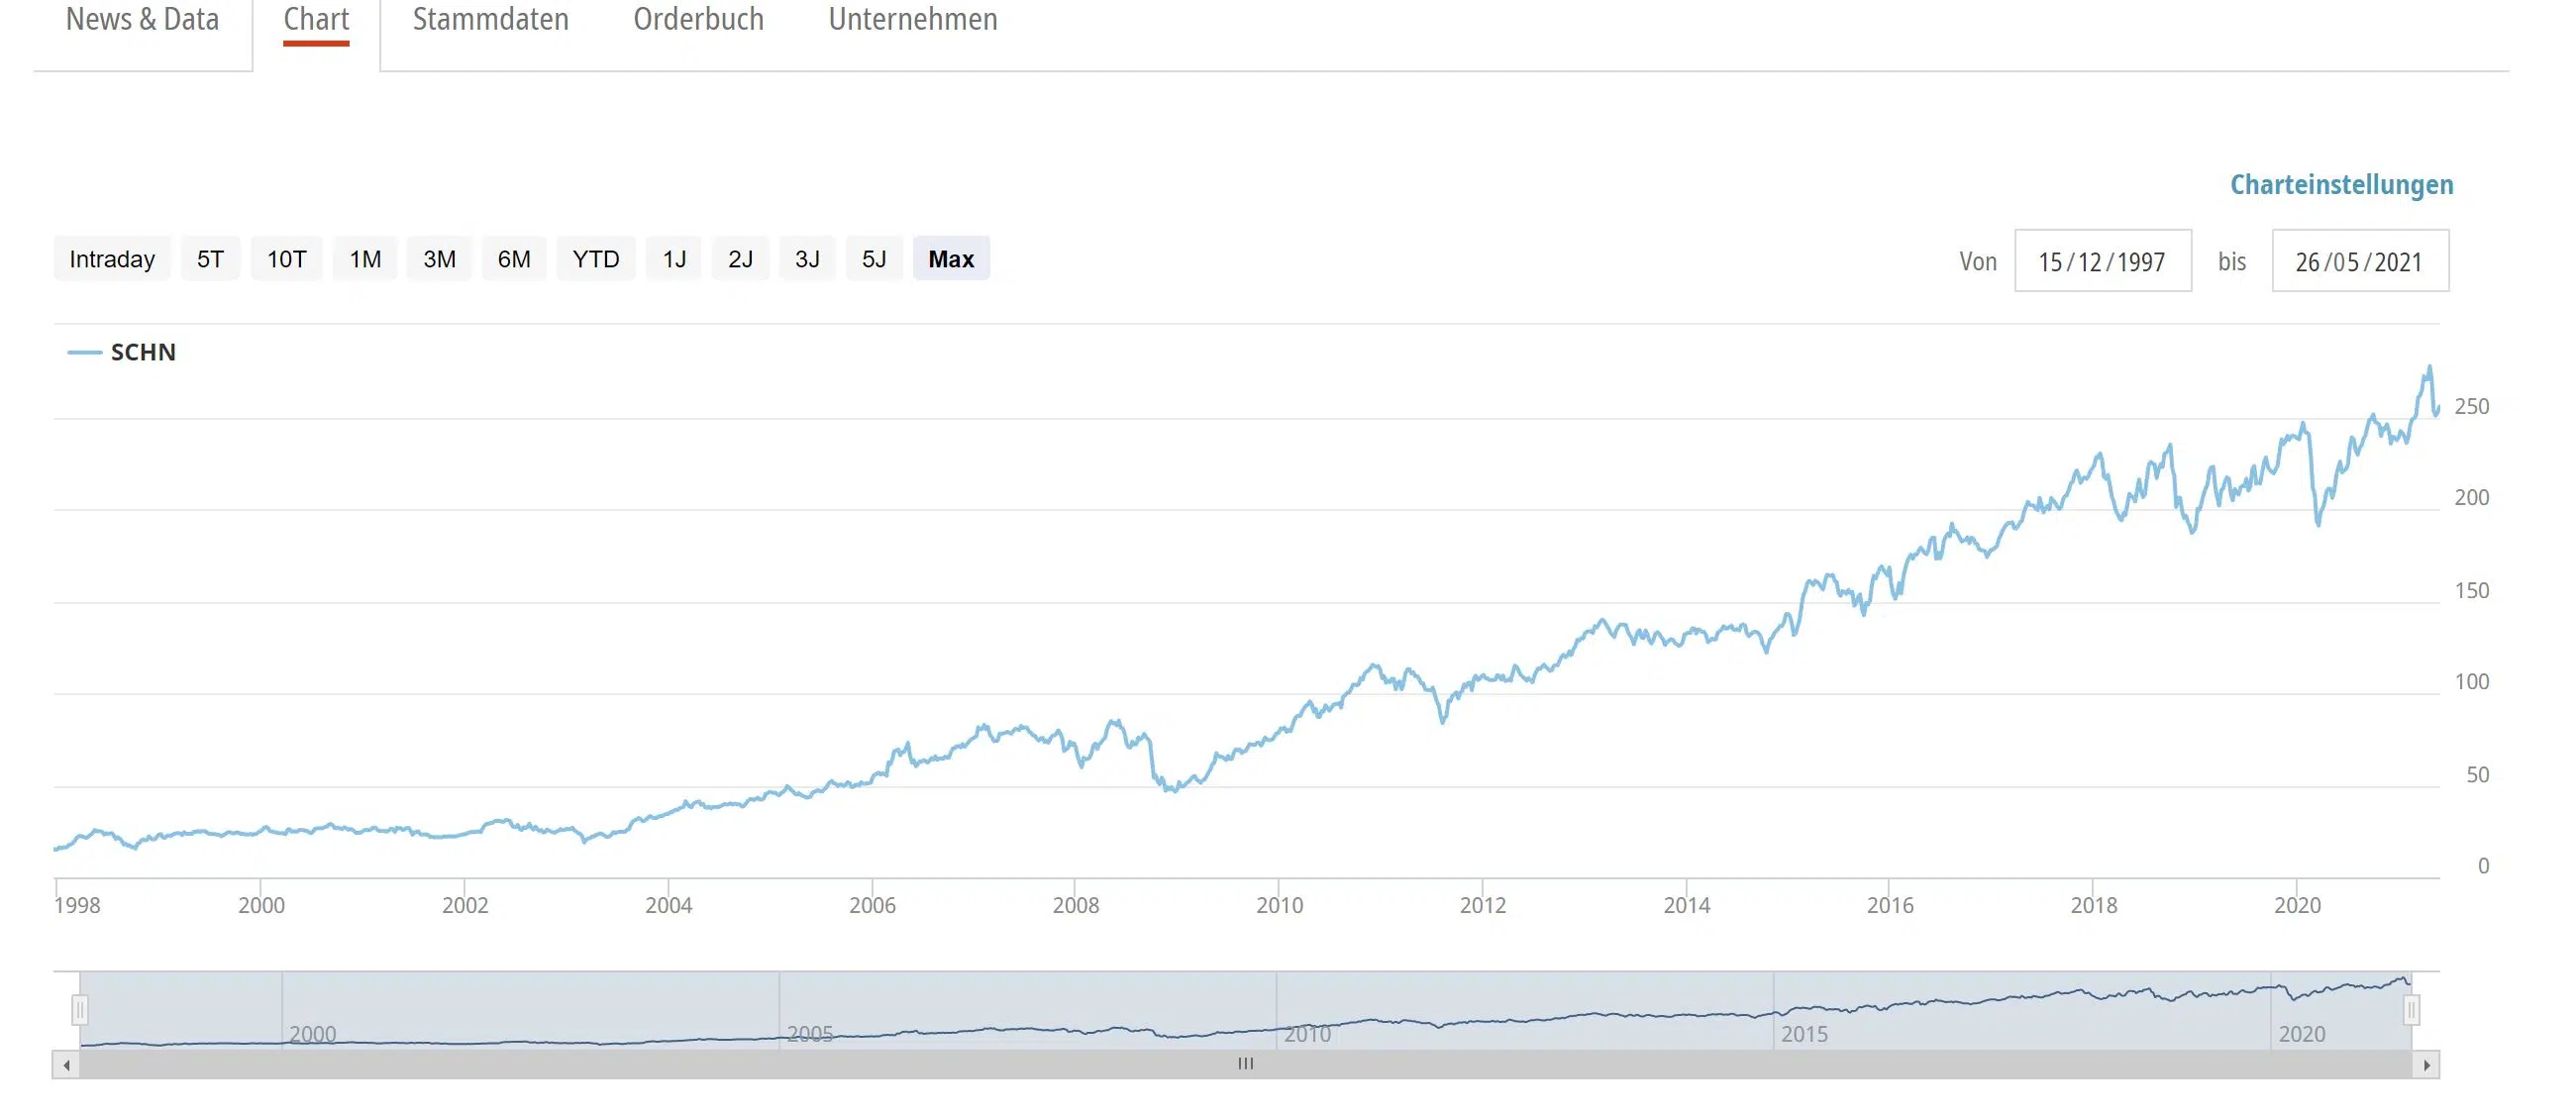 News & Data Chart Stammdaten Orderbuch Unternehmen
Charteinstellungen
Intraday 5T 10T 1M 3M 6M YTD 1J 2J 3J 5J Max Von 15/12/1997 bis 26/05/2021
SCHN
250
200
150
100
50
0
1998 2000 2002 2004 2006 2008 2010 2012 2014 2016 2018 2020
2000 2005 2010 2015 2020